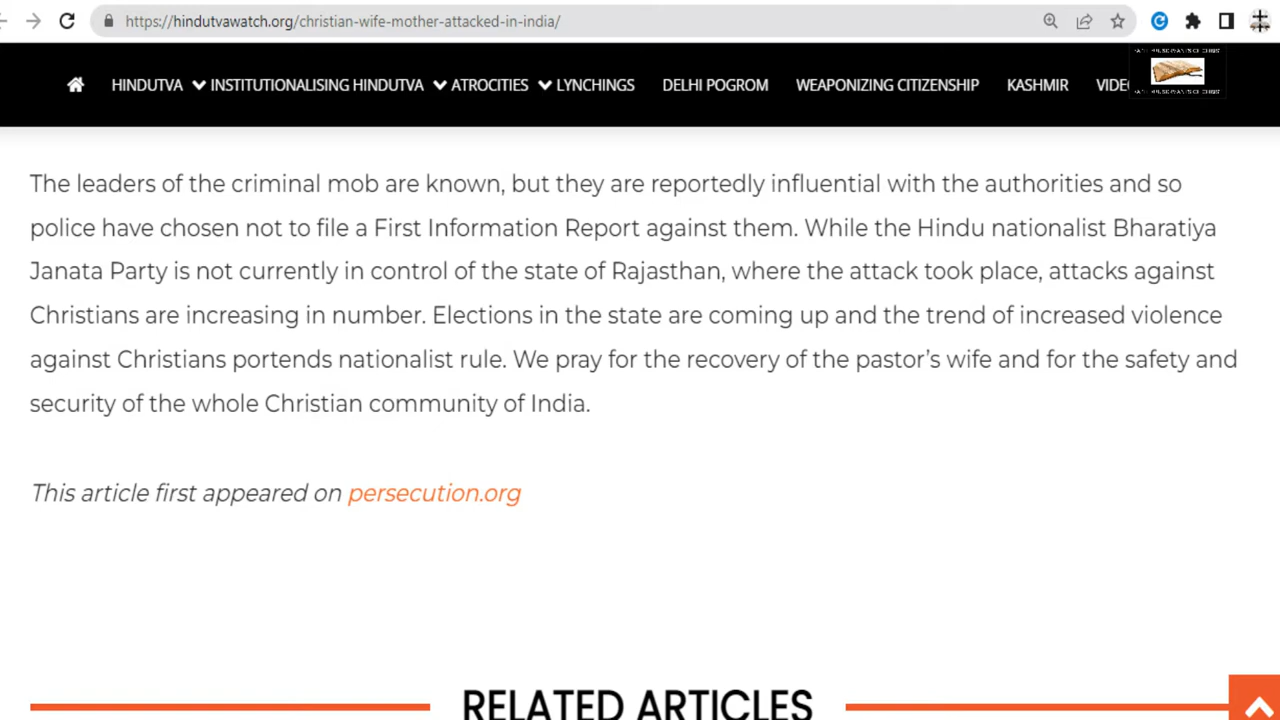 https://hindutvawatch.org/christian-wife-mother-attacked-in-india/
HINDUTVA INSTITUTIONALISING HINDUTVA ATROCITIES LYNCHINGS DELHI POGROM WEAPONIZING CITIZENSHIP KASHMIR VIDE
The leaders of the criminal mob are known, but they are reportedly influential with the authorities and so
police have chosen not to file a First Information Report against them. While the Hindu nationalist Bharatiya
Janata Party is not currently in control of the state of Rajasthan, where the attack took place, attacks against
Christians are increasing in number. Elections in the state are coming up and the trend of increased violence
against Christians portends nationalist rule. We pray for the recovery of the pastor’s wife and for the safety and
security of the whole Christian community of India.
This article first appeared on persecution.org
RELATED ARTICLES